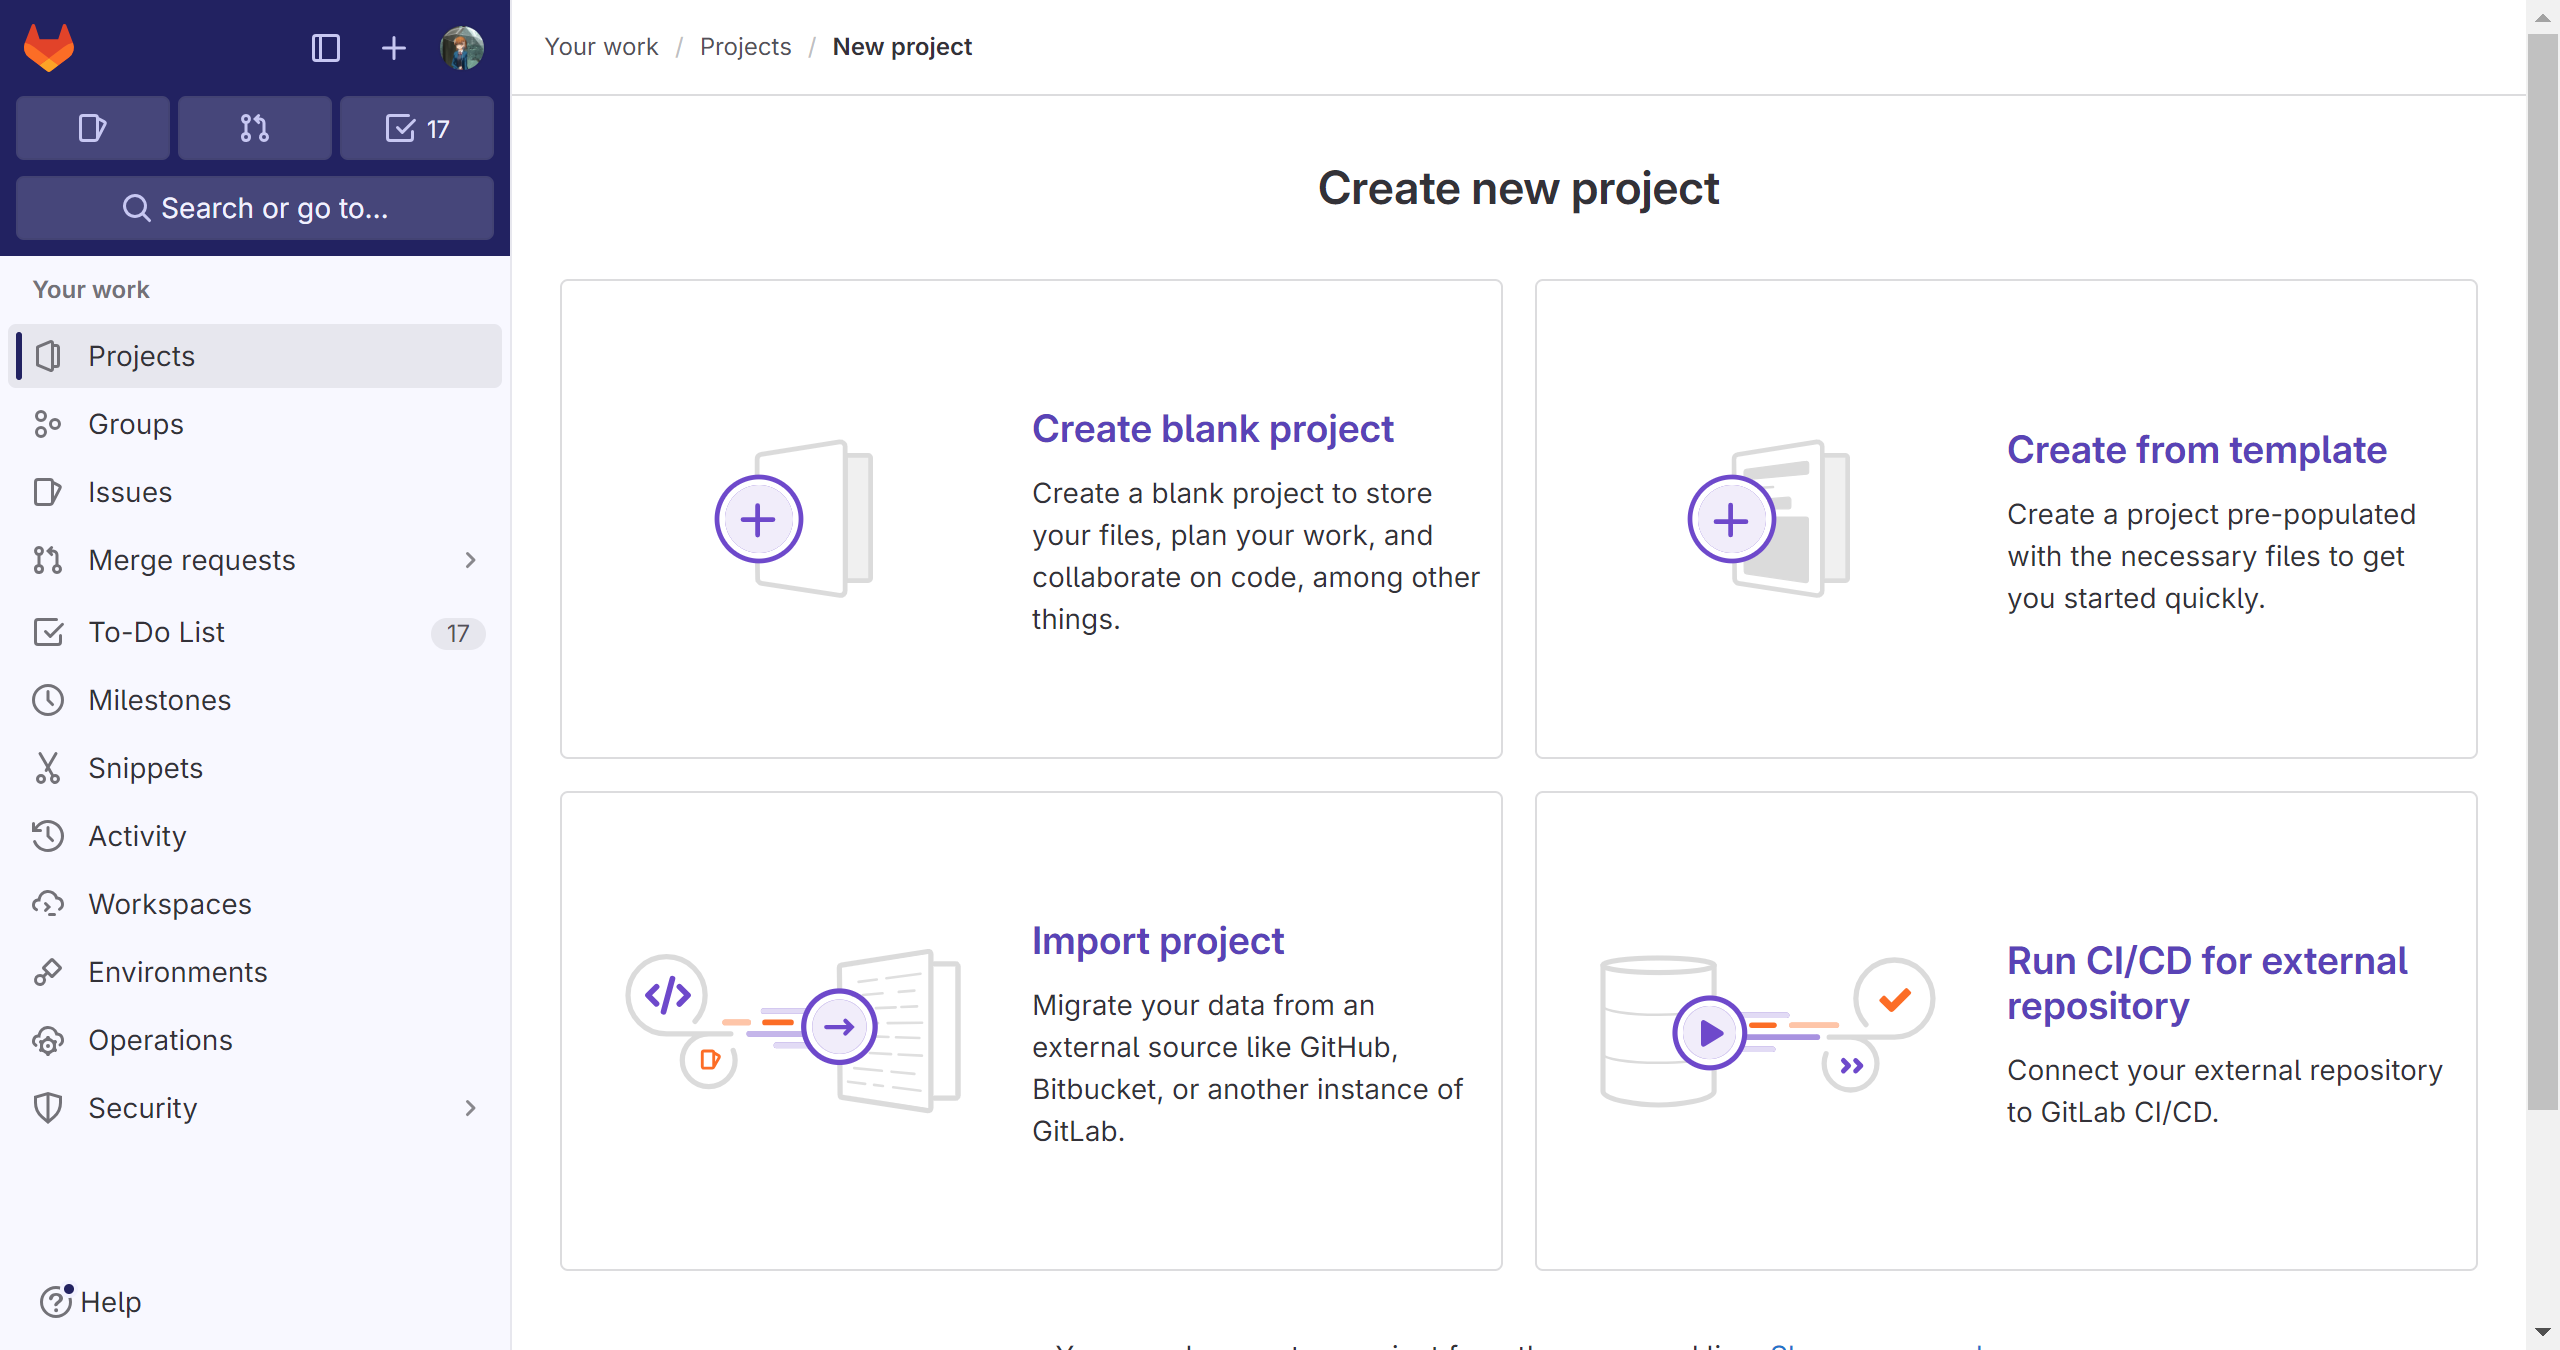 17
Search or go to...
Your work
Projects
Groups
Issues
Merge requests
To-Do List 17
Milestones
Snippets
Activity
Workspaces
Environments
Operations
Security
Help
Your work / Projects / New project
Create new project
Create blank project
Create a blank project to store
your files, plan your work, and
collaborate on code, among other
things.
Create from template
Create a project pre-populated
with the necessary files to get
you started quickly.
Import project
Migrate your data from an
external source like GitHub,
Bitbucket, or another instance of
GitLab.
Run CI/CD for external
repository
Connect your external repository
to GitLab CI/CD.